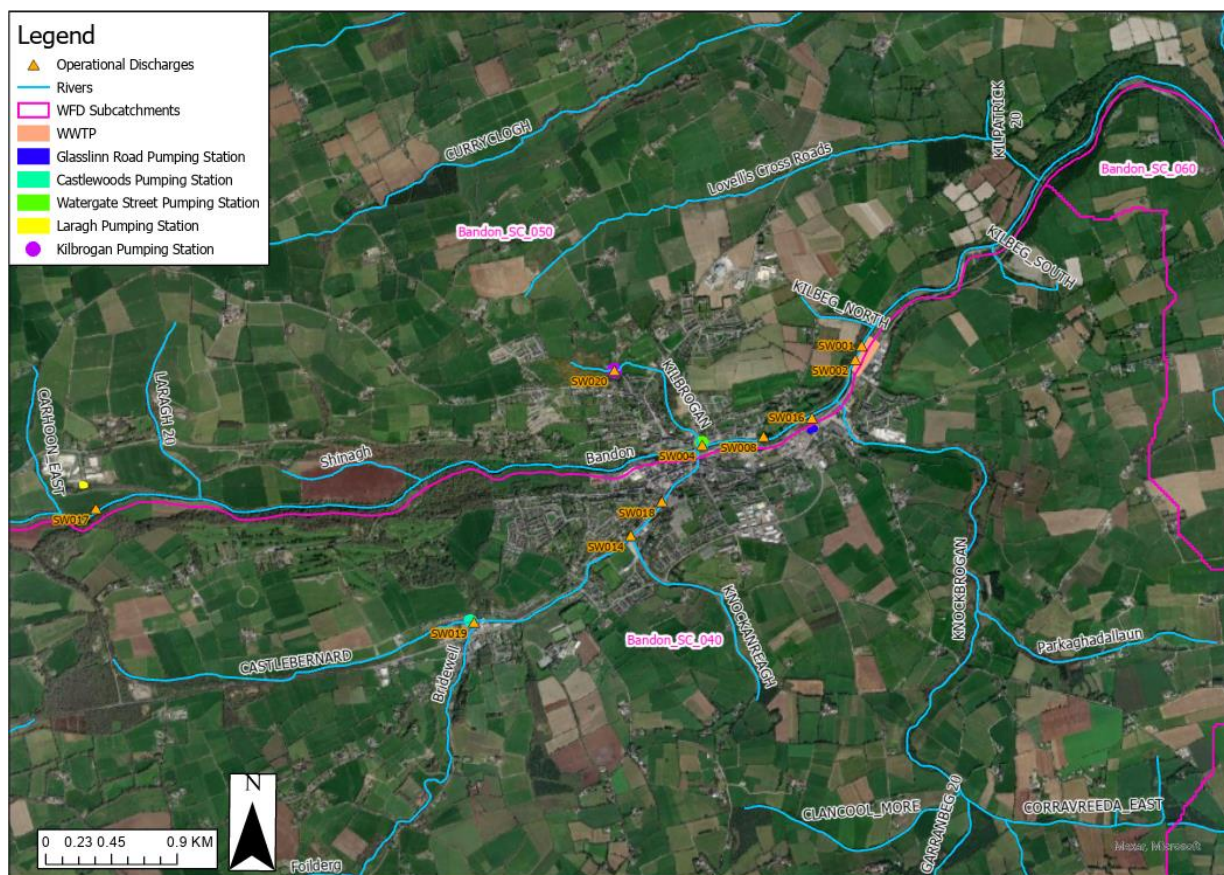 Legend
Operational Discharges
Rivers
WFD Subcatchments
WWTP
Glasslinn Road Pumping Station
Castlewoods Pumping Station
Watergate Street Pumping Station
Laragh Pumping Station
Kilbrogan Pumping Station
CURRYCLOGH
Lovell's Cross Roads
KILPATRICK
20
Bandon_SC_060
Bandon_SC_050
KILBEG_SOUTH
KILBEG_NORTH
SW001
SW002
SW020
KILBROGAN
SW016
CARHOON_EAST
LARAGH 20
Shinagh
Bandon
SW004
SW008
SW017
SW018
SW014
KNOCKBROGAN
KNOCKANREAGH
SW019
Bandon_SC_040
Parkaghadallaun
CASTLEBERNARD
Bridewell
CLANCOOL_MORE
GARRANBEG 20
CORRAVREEDA_EAST
N
0 0.23 0.45 0.9 KM
Foilderg
Maxar, Microsoft